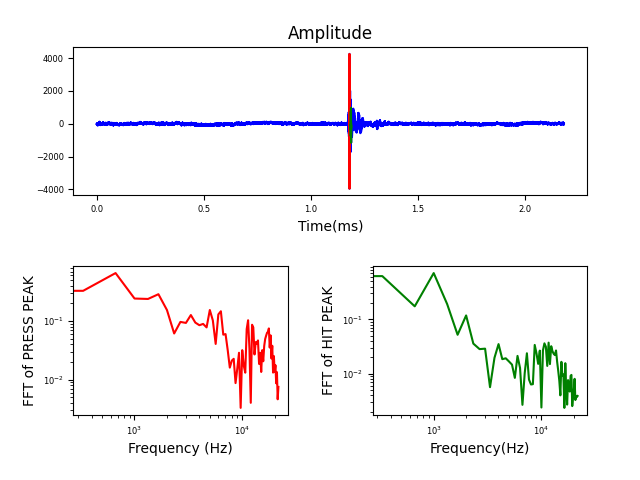 Amplitude
4000
2000
0
−2000
−4000
0.0 0.5 1.0 1.5 2.0
Time(ms)
FFT of PRESS PEAK
10⁻¹
10⁻²
10³ 10⁴
Frequency (Hz)
FFT of HIT PEAK
10⁻¹
10⁻²
10³ 10⁴
Frequency(Hz)